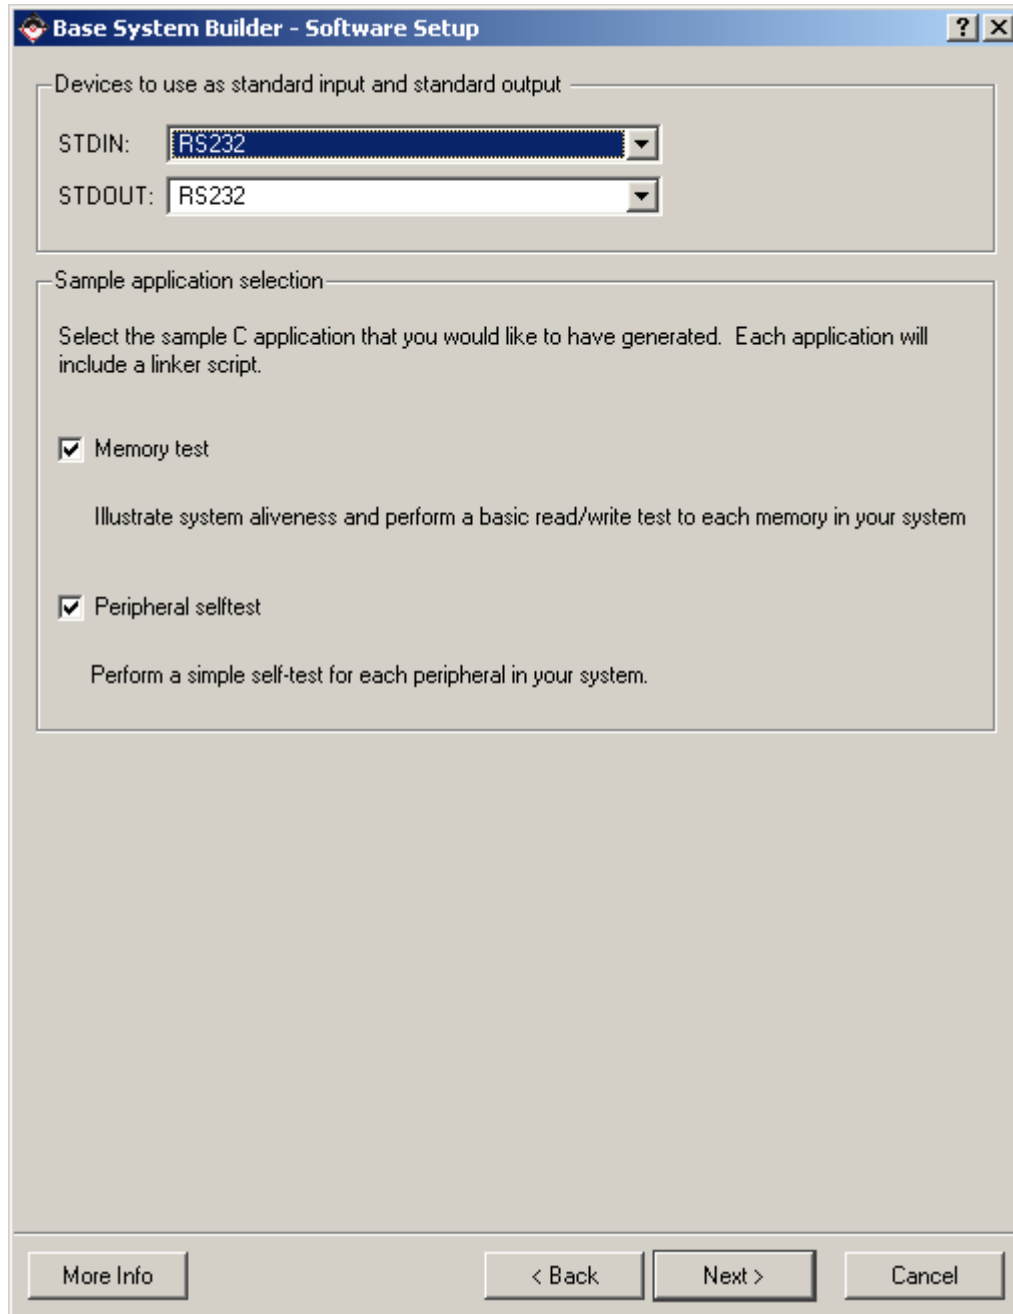 Base System Builder - Software Setup
Devices to use as standard input and standard output
STDIN: RS232
STDOUT: RS232
Sample application selection
Select the sample C application that you would like to have generated.  Each application will
include a linker script.
Memory test
Illustrate system aliveness and perform a basic read/write test to each memory in your system
Peripheral selftest
Perform a simple self-test for each peripheral in your system.
More Info
< Back
Next >
Cancel